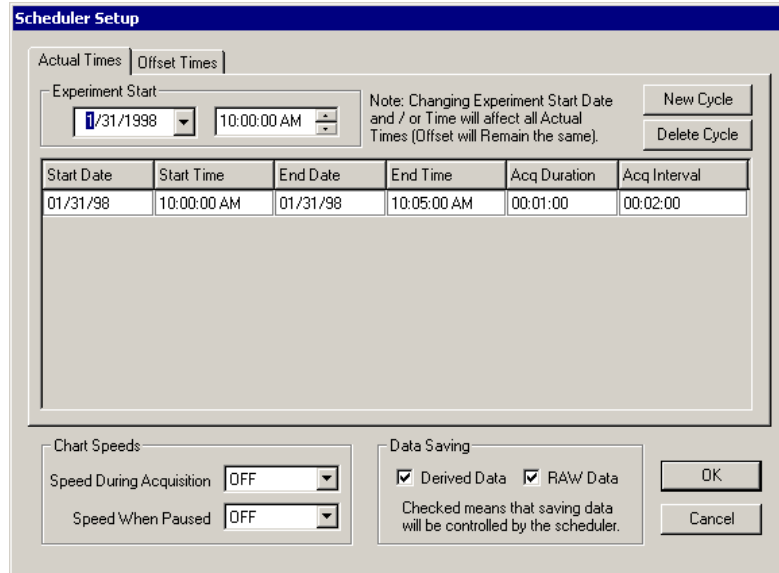 Scheduler Setup
Actual Times Offset Times
Experiment Start
1/31/1998 10:00:00 AM
Note: Changing Experiment Start Date
and / or Time will affect all Actual
Times (Offset will Remain the same).
New Cycle
Delete Cycle
Start Date Start Time End Date End Time Acq Duration Acq Interval
01/31/98 10:00:00 AM 01/31/98 10:05:00 AM 00:01:00 00:02:00
Chart Speeds
Speed During Acquisition OFF
Speed When Paused OFF
Data Saving
Derived Data RAW Data
Checked means that saving data
will be controlled by the scheduler.
OK
Cancel